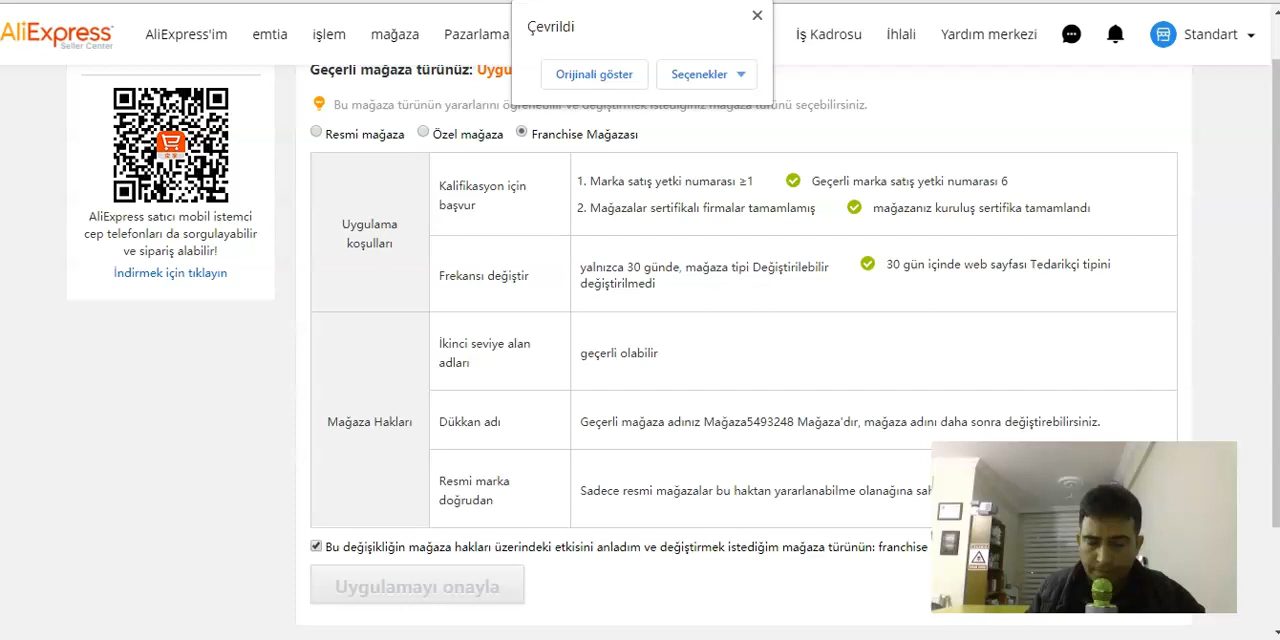 AliExpress
Seller Center
AliExpress'im emtia işlem mağaza Pazarlama
Çevrildi
Orijinali göster Seçenekler
İş Kadrosu İhlali Yardım merkezi Standart
Geçerli mağaza türünüz: Uygu
Bu mağaza türünün yararlarını öğrenebilir ve değiştirmek istediğiniz mağaza türünü seçebilirsiniz.
Resmi mağaza Özel mağaza Franchise Mağazası
AliExpress satıcı mobil istemci
cep telefonları da sorgulayabilir
ve sipariş alabilir!
İndirmek için tıklayın
Uygulama
koşulları
Kalifikasyon için
başvur
1. Marka satış yetki numarası ≥1 Geçerli marka satış yetki numarası 6
2. Mağazalar sertifikalı firmalar tamamlamış mağazanız kuruluş sertifika tamamlandı
Frekansı değiştir
yalnızca 30 günde, mağaza tipi Değiştirilebilir
değiştirilmedi
30 gün içinde web sayfası Tedarikçi tipini
Mağaza Hakları
İkinci seviye alan
adları
geçerli olabilir
Dükkan adı
Geçerli mağaza adınız Mağaza5493248 Mağaza'dır, mağaza adını daha sonra değiştirebilirsiniz.
Resmi marka
doğrudan
Sadece resmi mağazalar bu haktan yararlanabilme olanağına sah
Bu değişikliğin mağaza hakları üzerindeki etkisini anladım ve değiştirmek istediğim mağaza türünün: franchise
Uygulamayı onayla